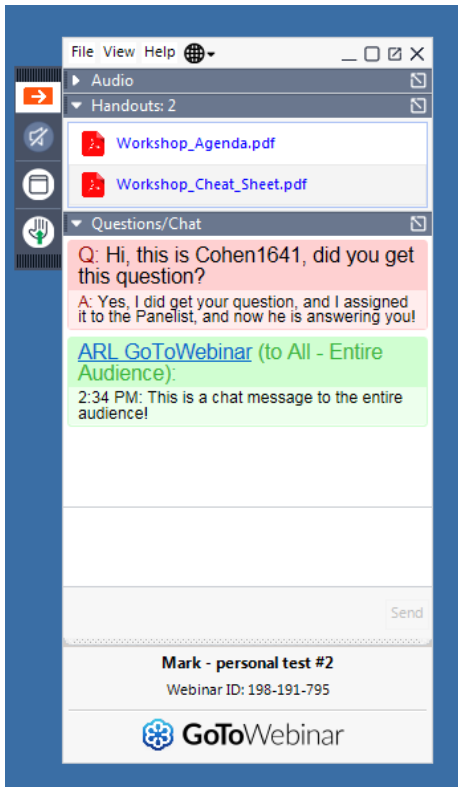 File View Help
Audio
Handouts: 2
Workshop_Agenda.pdf
Workshop_Cheat_Sheet.pdf
Questions/Chat
Q: Hi, this is Cohen1641, did you get
this question?
A: Yes, I did get your question, and I assigned
it to the Panelist, and now he is answering you!
ARL GoToWebinar (to All - Entire
Audience):
2:34 PM: This is a chat message to the entire
audience!
Send
Mark - personal test #2
Webinar ID: 198-191-795
GoToWebinar